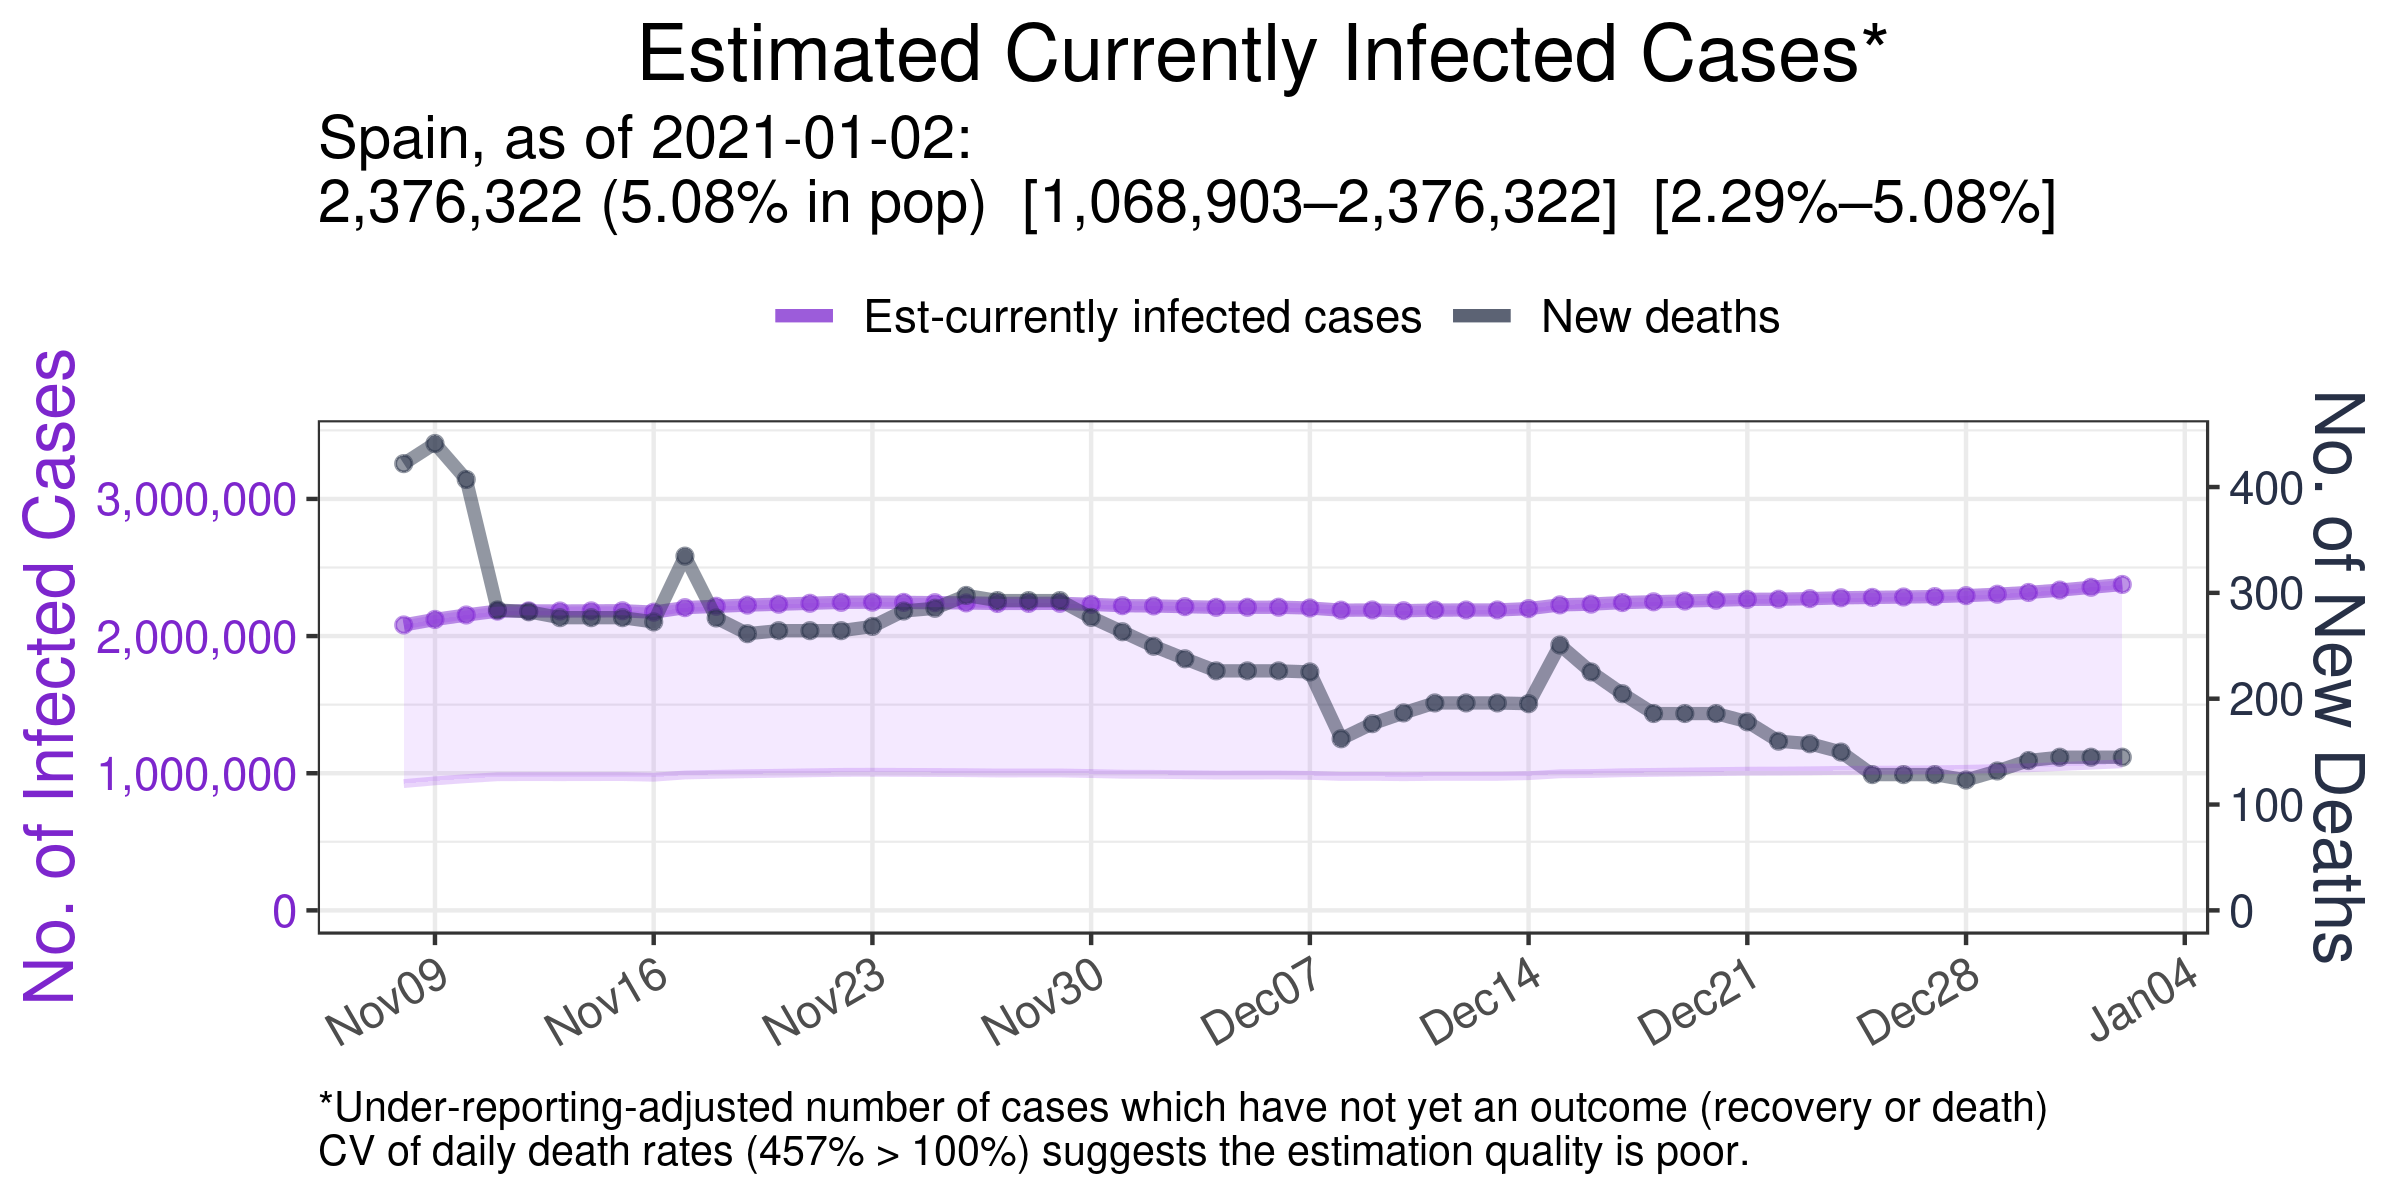 Estimated Currently Infected Cases*
Spain, as of 2021-01-02:
2,376,322 (5.08% in pop)  [1,068,903–2,376,322]  [2.29%–5.08%]
Est-currently infected cases
New deaths
No. of Infected Cases
3,000,000
2,000,000
1,000,000
0
400
300
200
100
0
No. of New Deaths
Nov09
Nov16
Nov23
Nov30
Dec07
Dec14
Dec21
Dec28
Jan04
*Under-reporting-adjusted number of cases which have not yet an outcome (recovery or death)
CV of daily death rates (457% > 100%) suggests the estimation quality is poor.